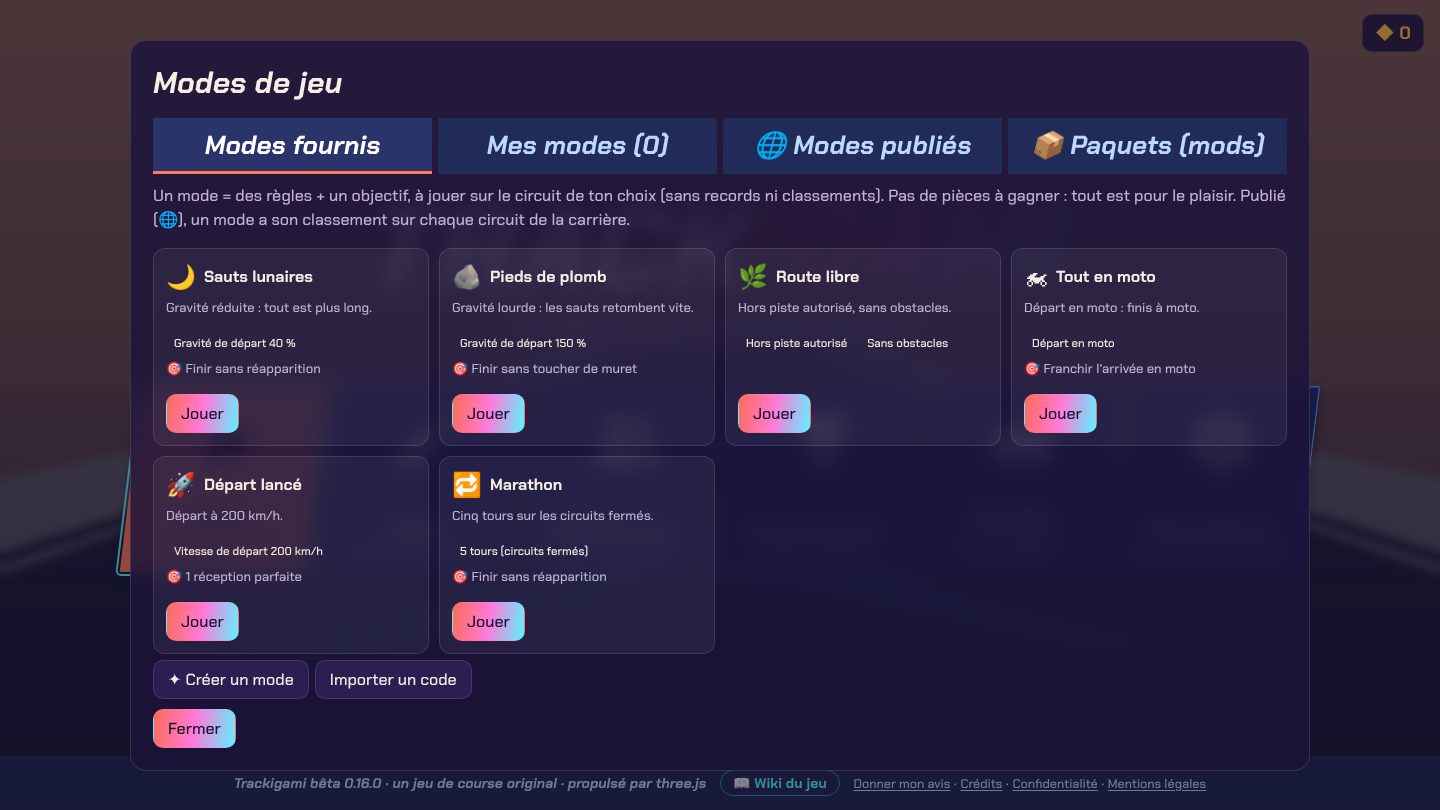 ◆ 0
Modes de jeu
Modes fournis
Mes modes (0)
🌐 Modes publiés
📦 Paquets (mods)
Un mode = des règles + un objectif, à jouer sur le circuit de ton choix (sans records ni classements). Pas de pièces à gagner : tout est pour le plaisir. Publié
(🌐), un mode a son classement sur chaque circuit de la carrière.
🌙 Sauts lunaires
Gravité réduite : tout est plus long.
Gravité de départ 40 %
🎯 Finir sans réapparition
Jouer
🪨 Pieds de plomb
Gravité lourde : les sauts retombent vite.
Gravité de départ 150 %
🎯 Finir sans toucher de muret
Jouer
🌿 Route libre
Hors piste autorisé, sans obstacles.
Hors piste autorisé Sans obstacles
Jouer
🏍 Tout en moto
Départ en moto : finis à moto.
Départ en moto
🎯 Franchir l'arrivée en moto
Jouer
🚀 Départ lancé
Départ à 200 km/h.
Vitesse de départ 200 km/h
🎯 1 réception parfaite
Jouer
🔁 Marathon
Cinq tours sur les circuits fermés.
5 tours (circuits fermés)
🎯 Finir sans réapparition
Jouer
✦ Créer un mode
Importer un code
Fermer
Trackigami bêta 0.16.0 · un jeu de course original · propulsé par three.js 📖 Wiki du jeu Donner mon avis · Crédits · Confidentialité · Mentions légales